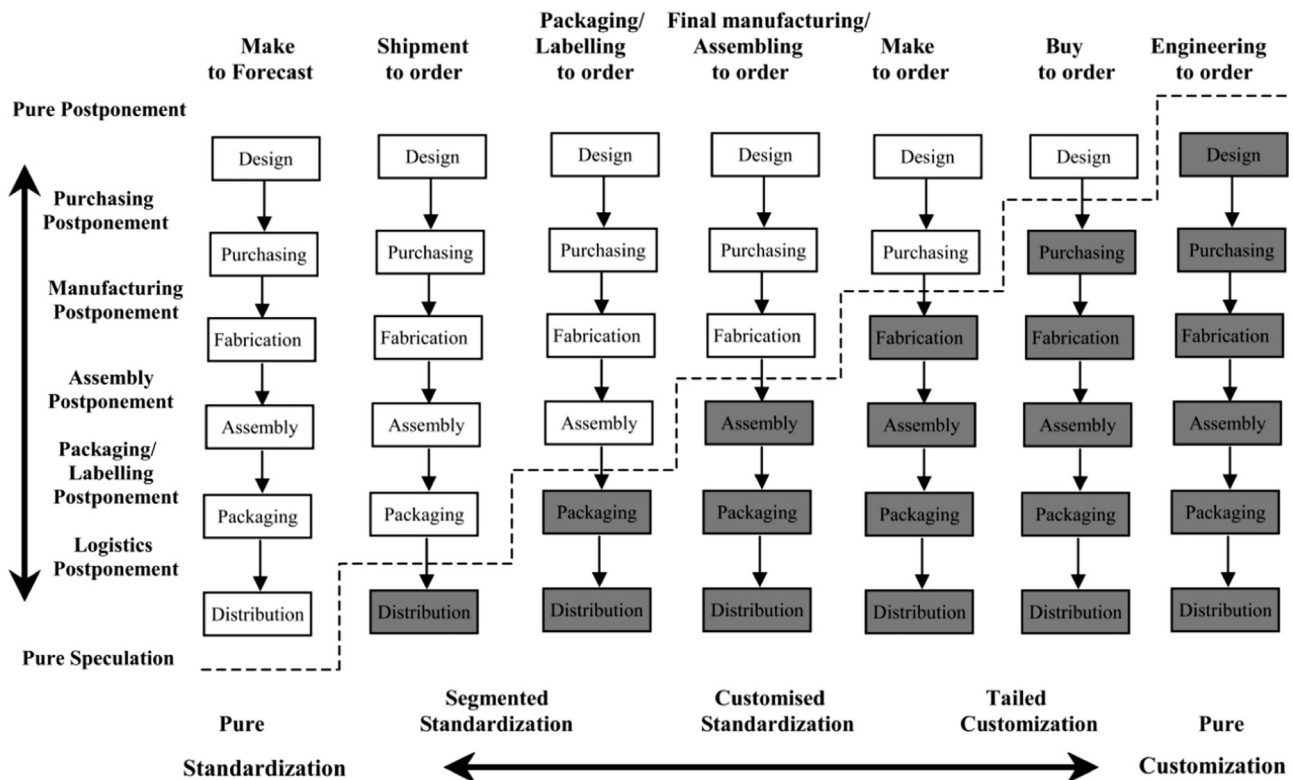 Make
to Forecast
Shipment
to order
Packaging/
Labelling
to order
Final manufacturing/
Assembling
to order
Make
to order
Buy
to order
Engineering
to order
Pure Postponement
Design
Design
Design
Design
Design
Design
Design
Purchasing
Postponement
Purchasing
Purchasing
Purchasing
Purchasing
Purchasing
Purchasing
Purchasing
Manufacturing
Postponement
Fabrication
Fabrication
Fabrication
Fabrication
Fabrication
Fabrication
Fabrication
Assembly
Postponement
Assembly
Assembly
Assembly
Assembly
Assembly
Assembly
Assembly
Packaging/
Labelling
Postponement
Packaging
Packaging
Packaging
Packaging
Packaging
Packaging
Packaging
Logistics
Postponement
Distribution
Distribution
Distribution
Distribution
Distribution
Distribution
Distribution
Pure Speculation
Pure
Standardization
Segmented
Standardization
Customised
Standardization
Tailed
Customization
Pure
Customization